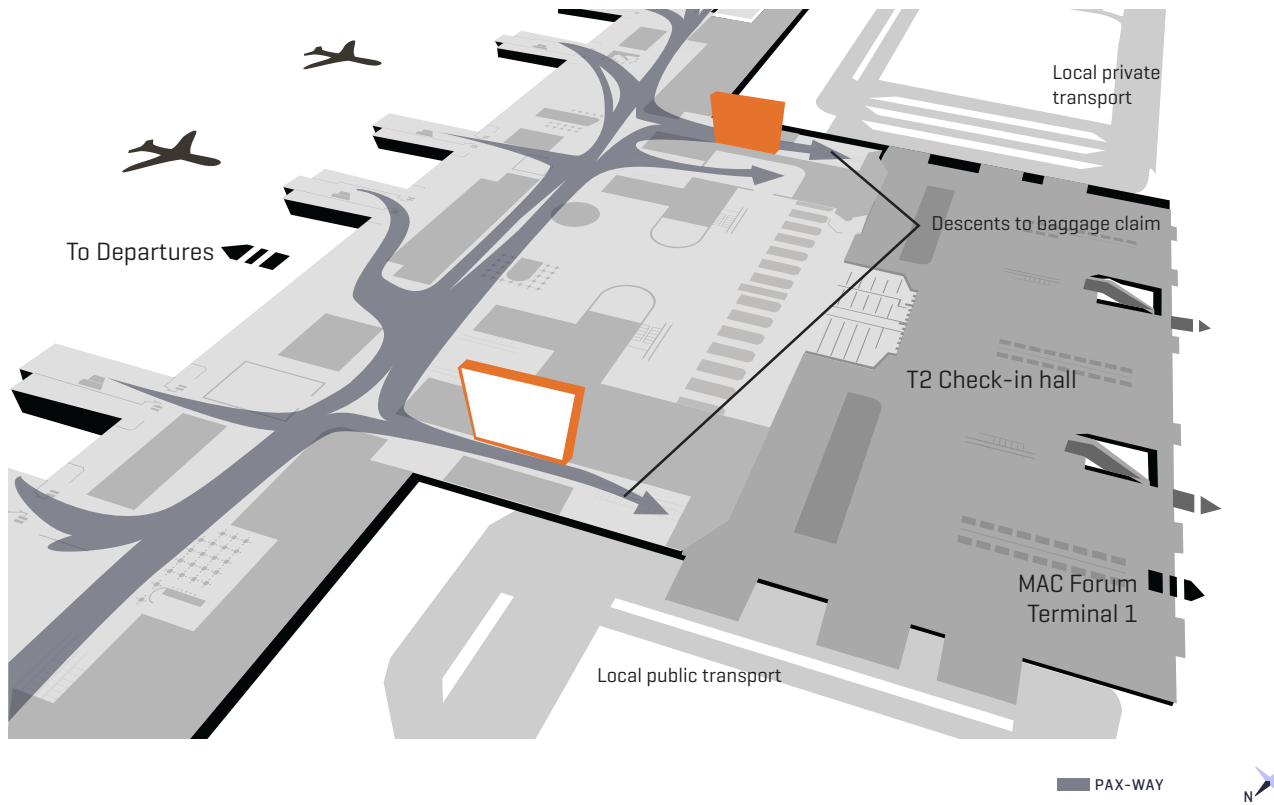 Local private
transport
To Departures
Descents to baggage claim
T2 Check-in hall
MAC Forum
Terminal 1
Local public transport
PAX-WAY
N